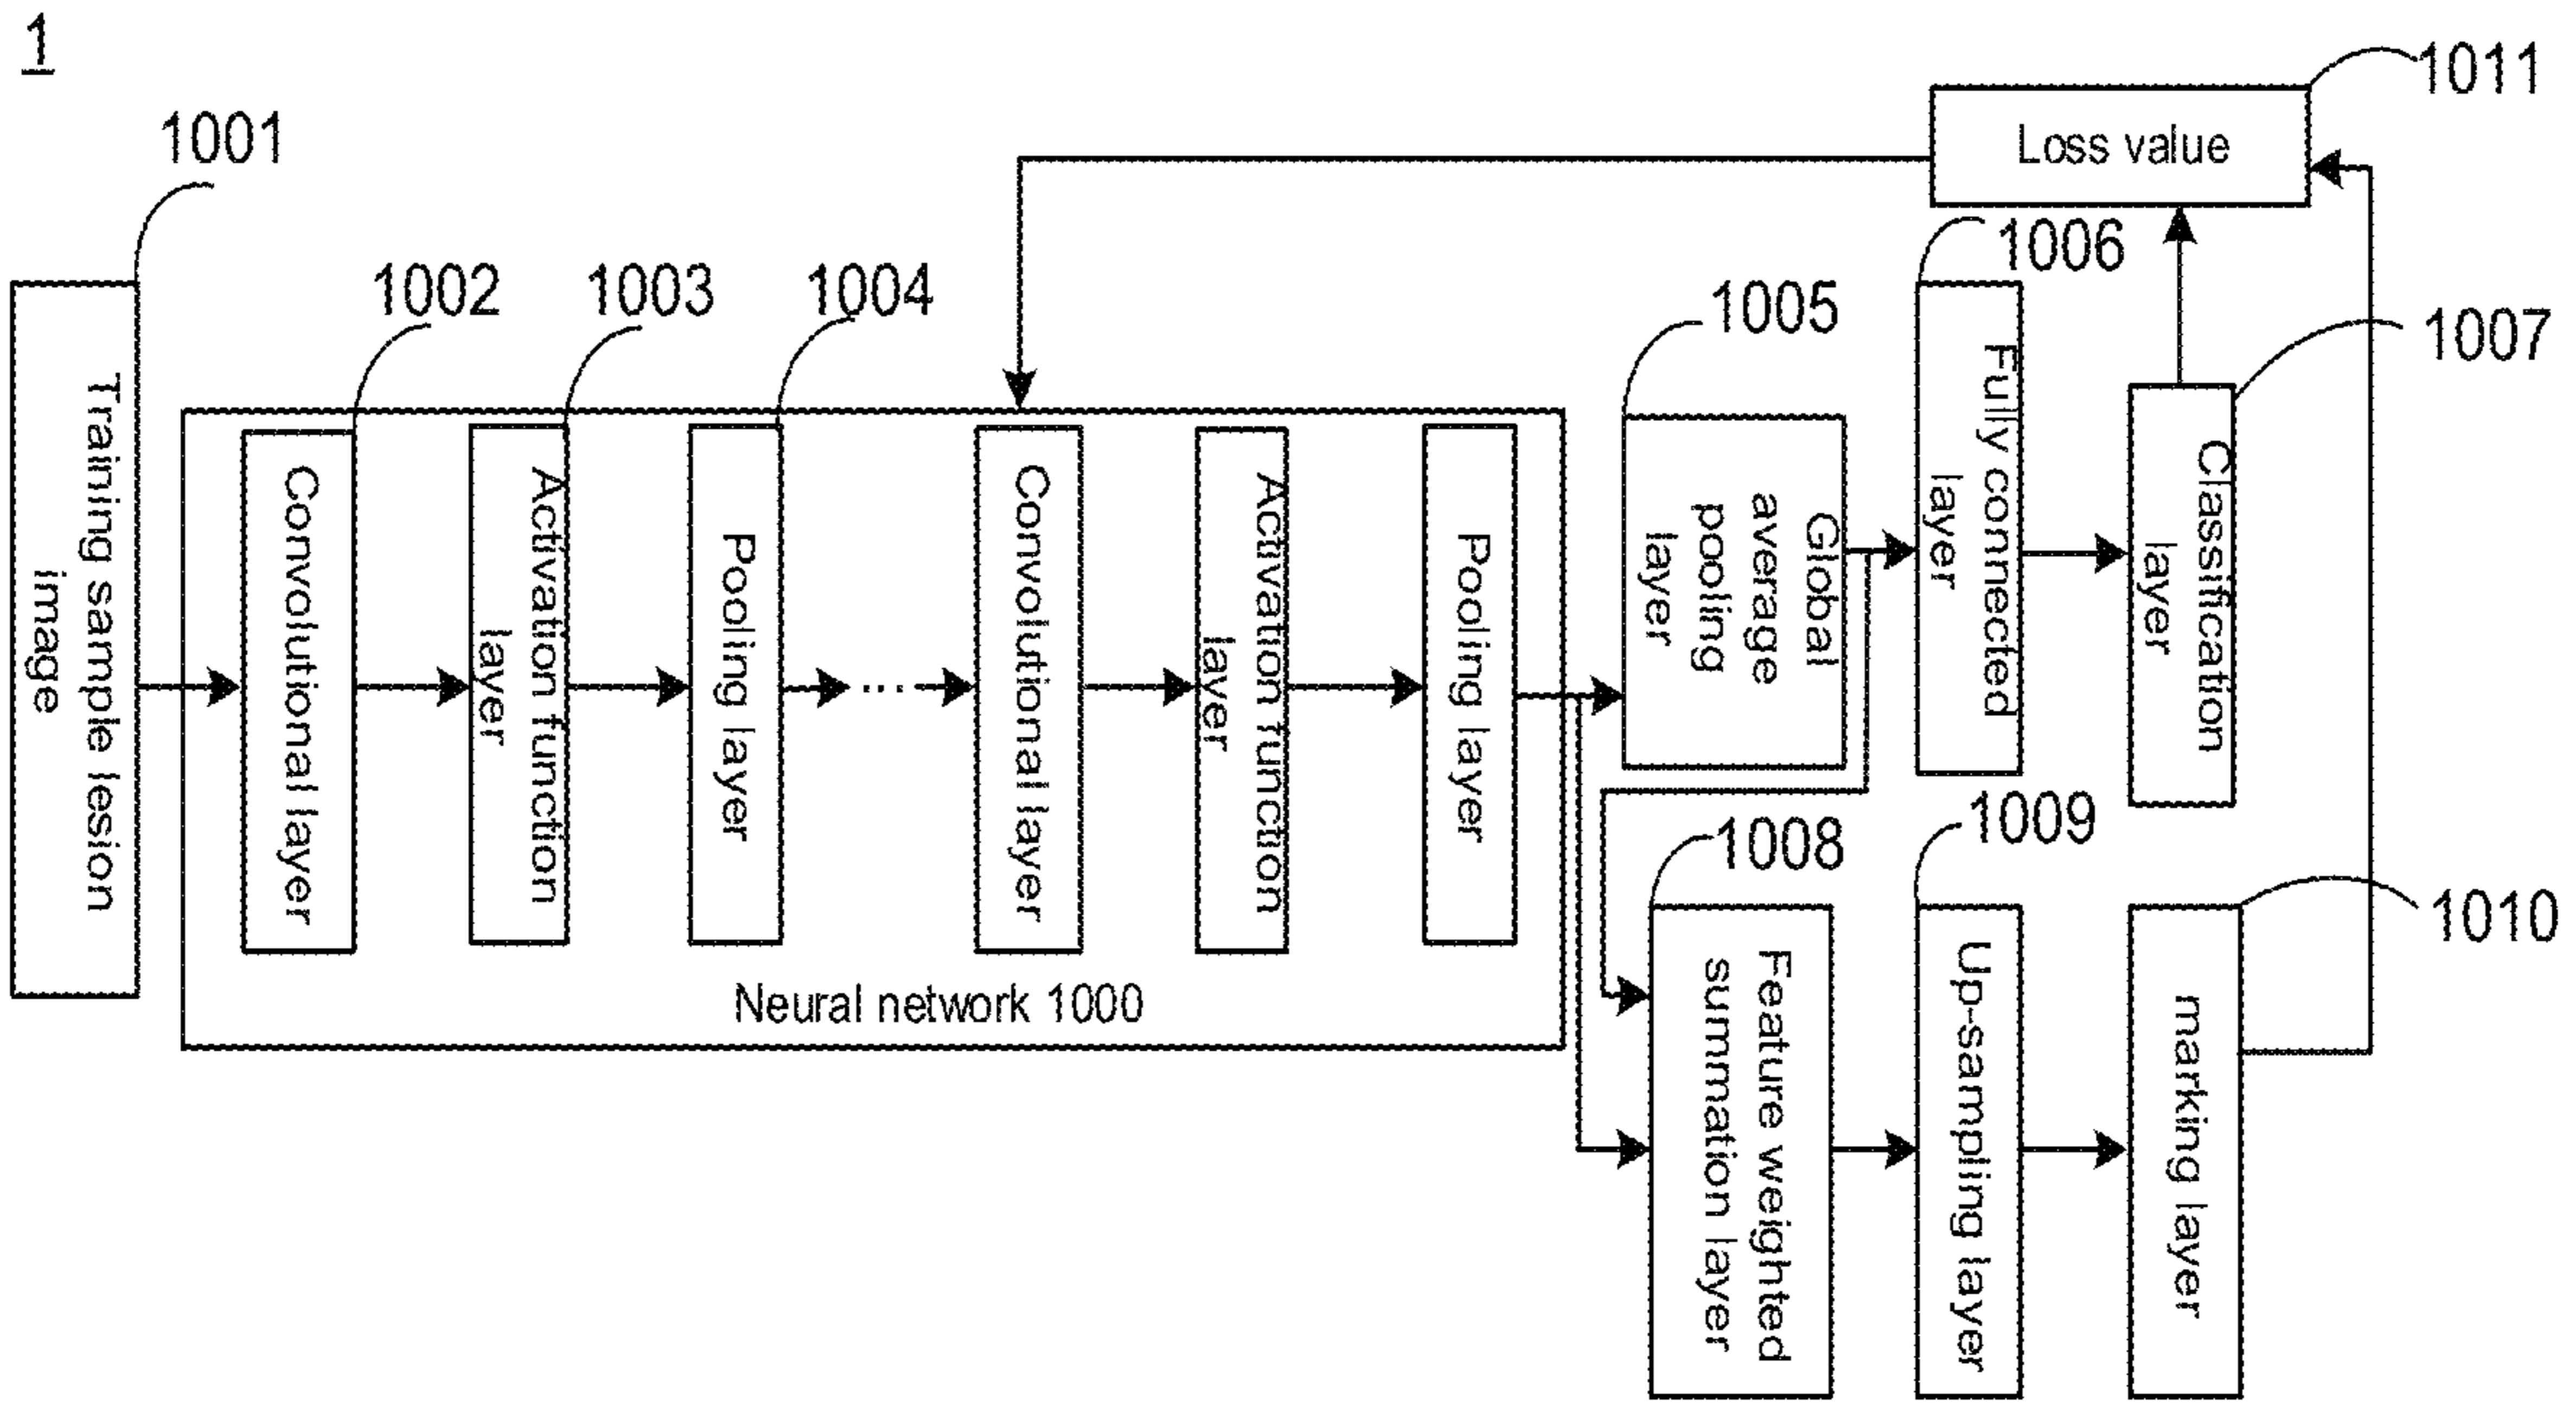 1
1011
Loss value
1001
1006
1002
1003
1004
1005
1007
Training sample lession
image
Convolutional layer
Activation function
layer
Pooling layer
...
Convolutional layer
Activation function
layer
Pooling layer
Global
average
pooling
layer
Fully connected
layer
Classification
layer
Neural network 1000
1008
1009
1010
Feature weighted
summation layer
Up-sampling layer
marking layer